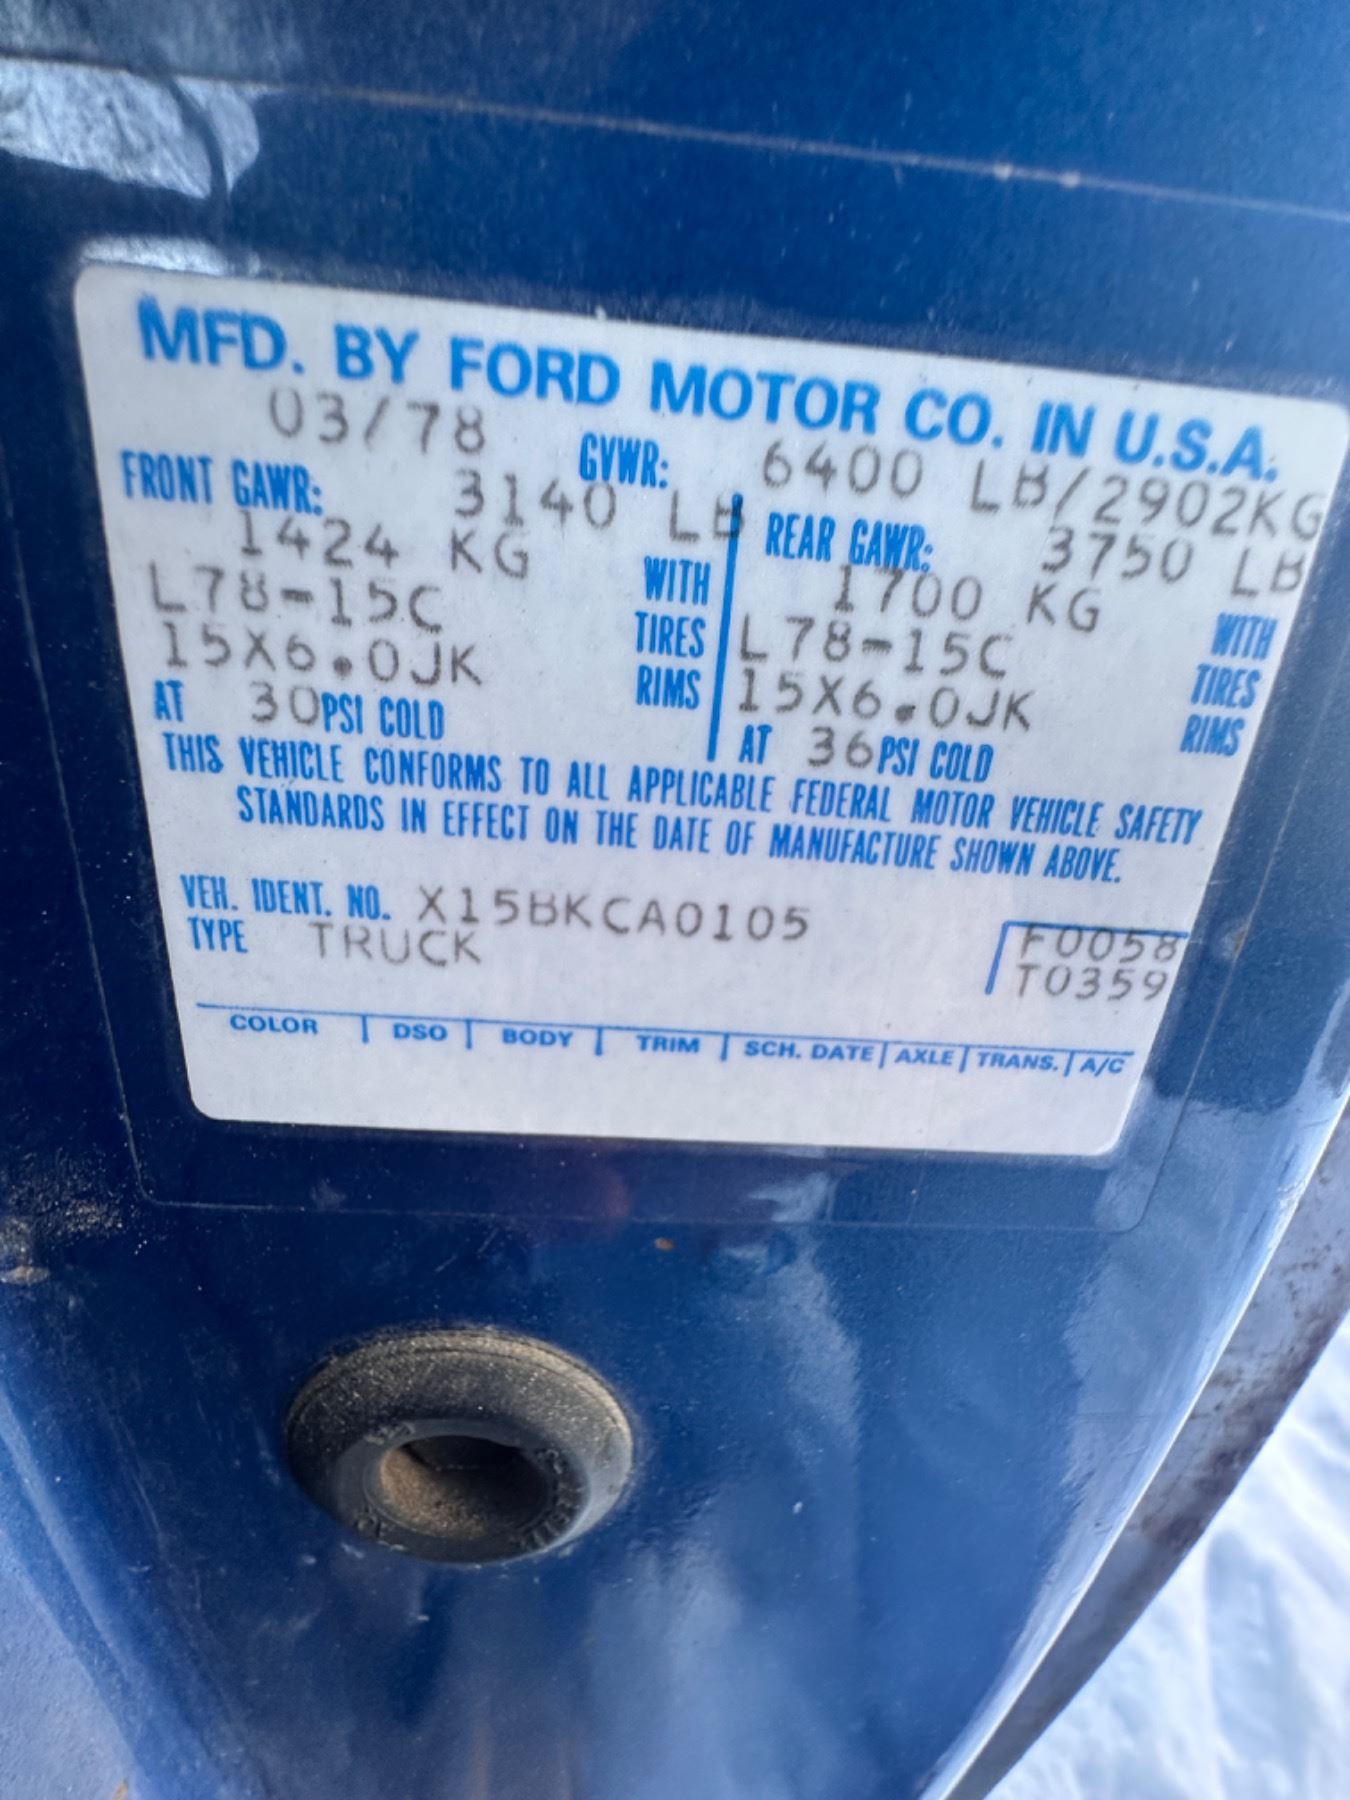 MFD. BY FORD MOTOR CO. IN U.S.A.
03/78 GVWR: 6400 LB/2902KG
FRONT GAWR: 3140 LB REAR GAWR: 3750 LB
1424 KG WITH 1700 KG WITH
L78-15C TIRES L78-15C TIRES
15X6.0JK RIMS 15X6.0JK RIMS
AT 30PSI COLD AT 36PSI COLD
THIS VEHICLE CONFORMS TO ALL APPLICABLE FEDERAL MOTOR VEHICLE SAFETY
STANDARDS IN EFFECT ON THE DATE OF MANUFACTURE SHOWN ABOVE.
VEH. IDENT. NO. X15BKCA0105 F0058
TYPE TRUCK T0359
COLOR | DSO | BODY | TRIM | SCH. DATE | AXLE | TRANS. | A/C